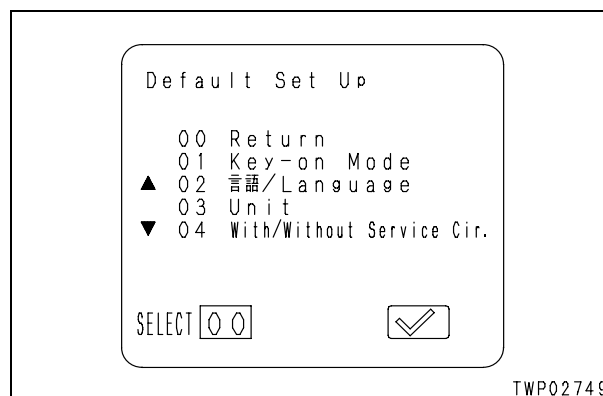 Default Set Up
00 Return
01 Key-on Mode
▲ 02 言語/Language
03 Unit
▼ 04 With/Without Service Cir.
SELECT 00
TWP02749